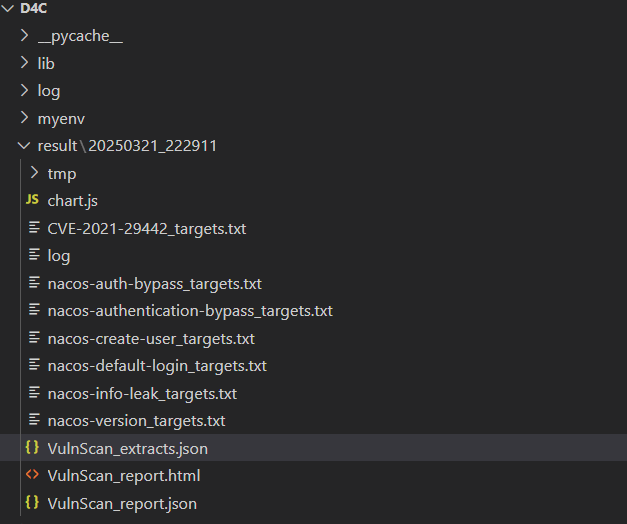 D4C
__pycache__
lib
log
myenv
result\20250321_222911
tmp
JS chart.js
CVE-2021-29442_targets.txt
log
nacos-auth-bypass_targets.txt
nacos-authentication-bypass_targets.txt
nacos-create-user_targets.txt
nacos-default-login_targets.txt
nacos-info-leak_targets.txt
nacos-version_targets.txt
{} VulnScan_extracts.json
<> VulnScan_report.html
{} VulnScan_report.json